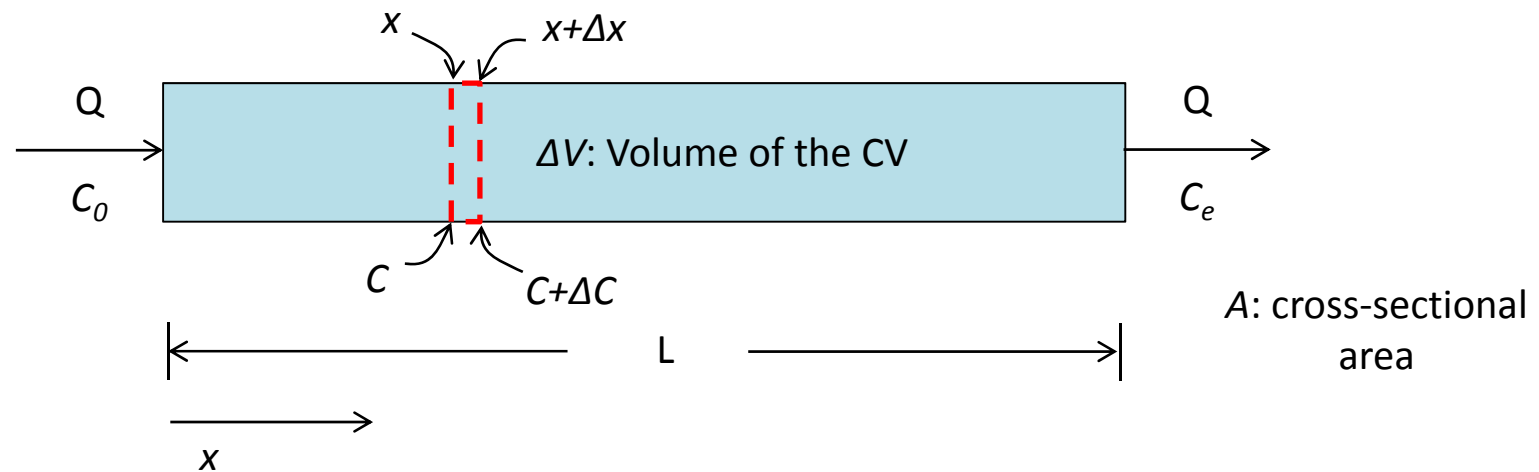 x
x+Δx
Q
Q
ΔV: Volume of the CV
C₀
Cₑ
C
C+ΔC
A: cross-sectional
area
L
x